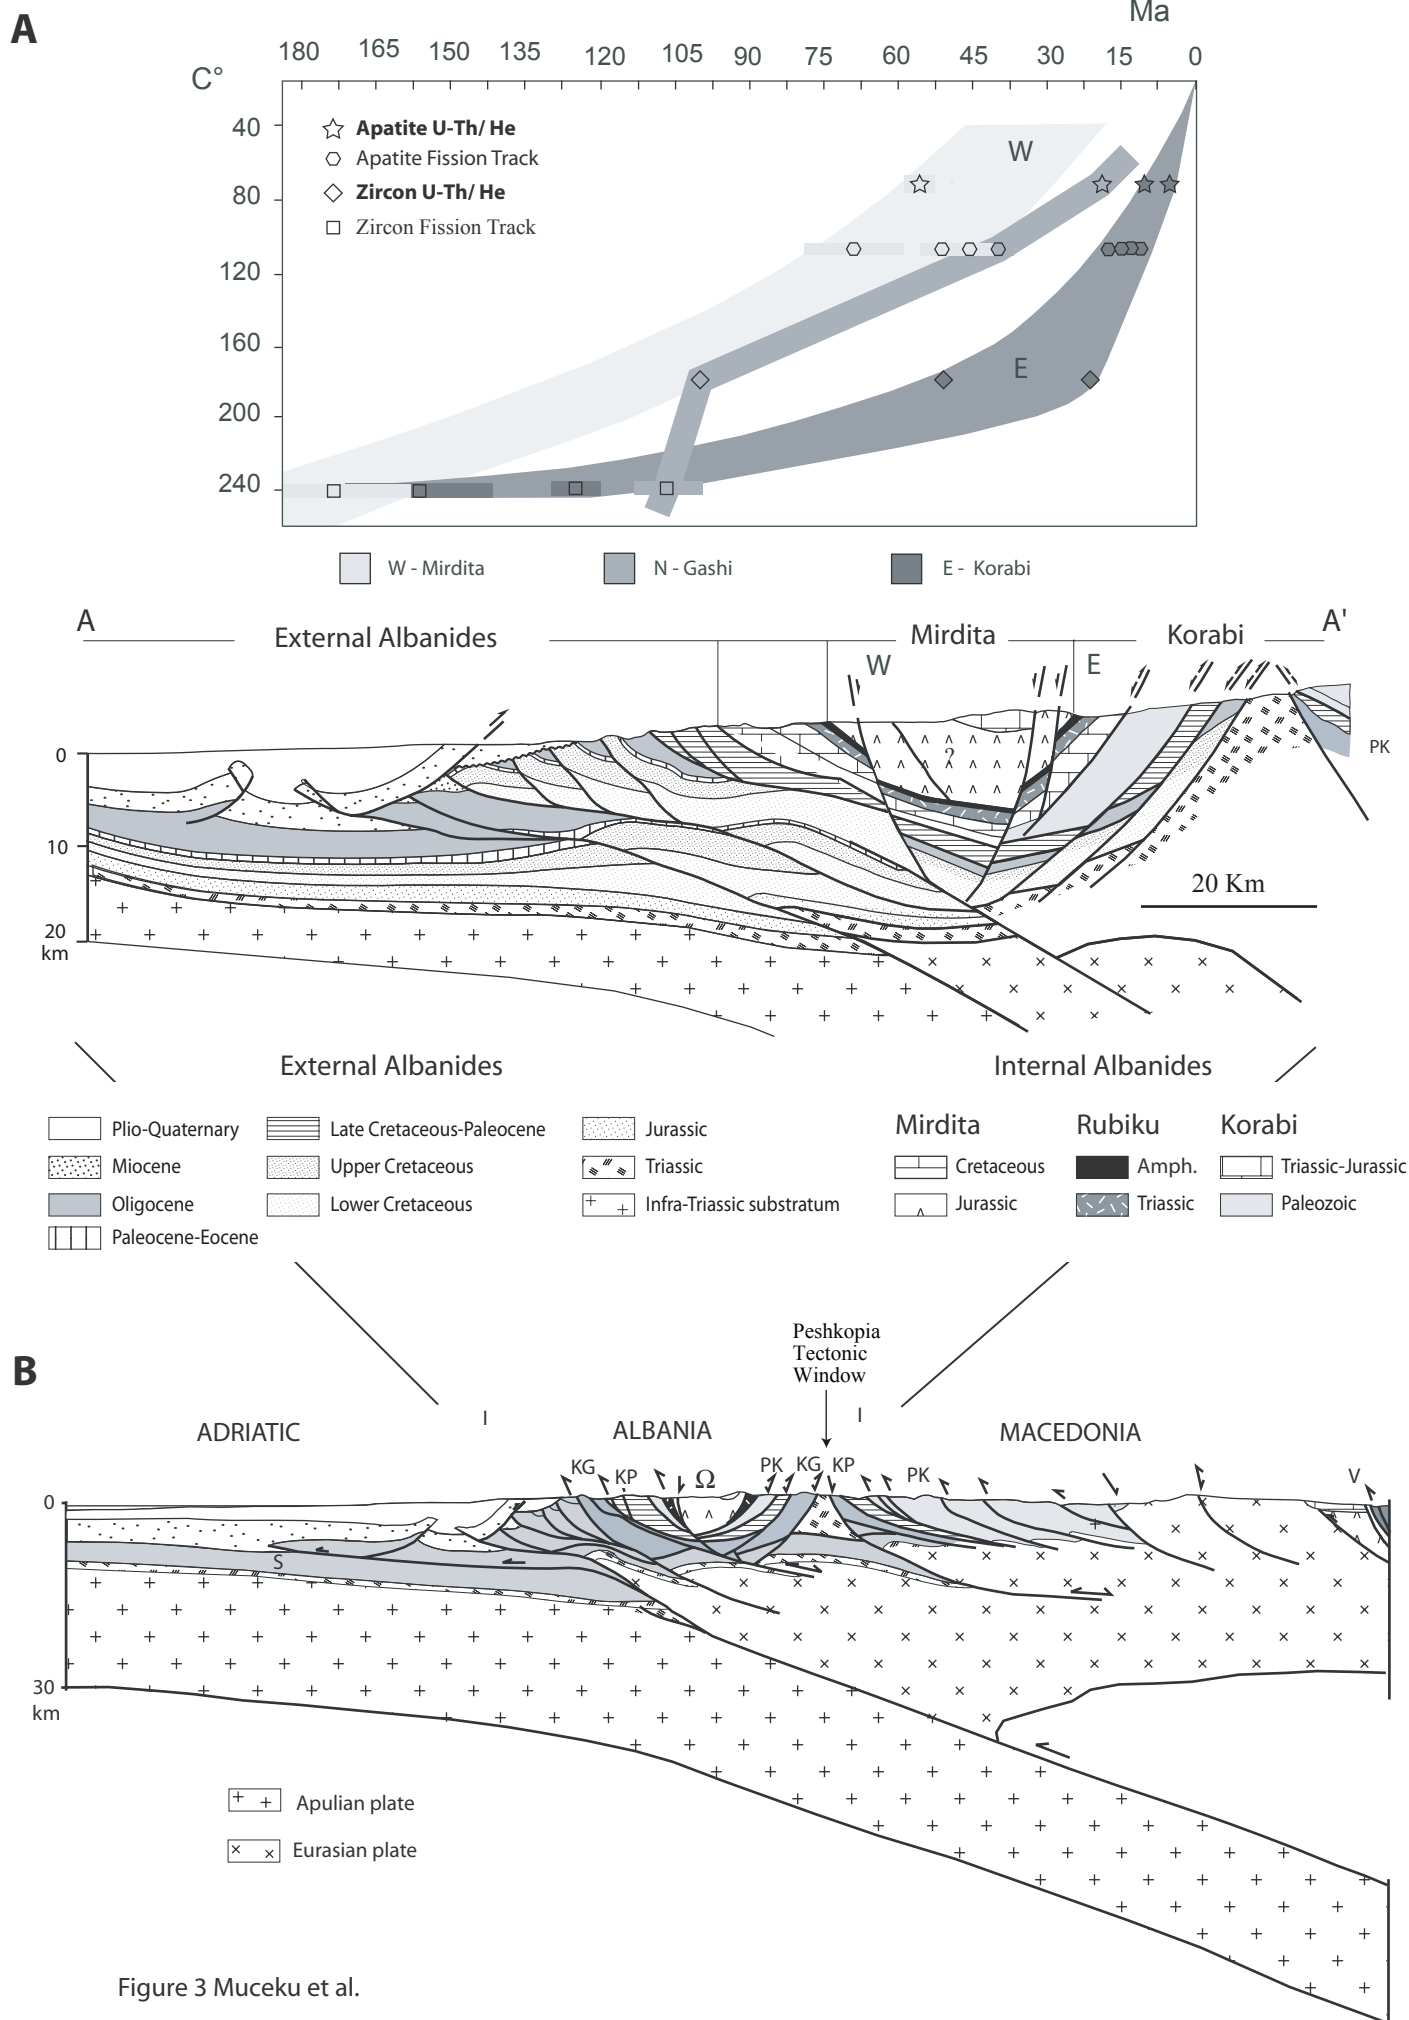 A
Ma
180 165 150 135 120 105 90 75 60 45 30 15 0
C°
40
80
120
160
200
240
Apatite U-Th/ He
Apatite Fission Track
Zircon U-Th/ He
Zircon Fission Track
W
E
W - Mirdita
N - Gashi
E - Korabi
A
External Albanides
Mirdita
Korabi
A'
W
E
PK
?
0
10
20
km
20 Km
External Albanides
Internal Albanides
Plio-Quaternary
Late Cretaceous-Paleocene
Jurassic
Mirdita
Rubiku
Korabi
Miocene
Upper Cretaceous
Triassic
Cretaceous
Amph.
Triassic-Jurassic
Oligocene
Lower Cretaceous
Infra-Triassic substratum
Jurassic
Triassic
Paleozoic
Paleocene-Eocene
Peshkopia
Tectonic
Window
B
ADRIATIC
I
ALBANIA
I
MACEDONIA
KG
KP
Ω
PK
KG
KP
PK
V
0
S
30
km
Apulian plate
Eurasian plate
Figure 3 Muceku et al.